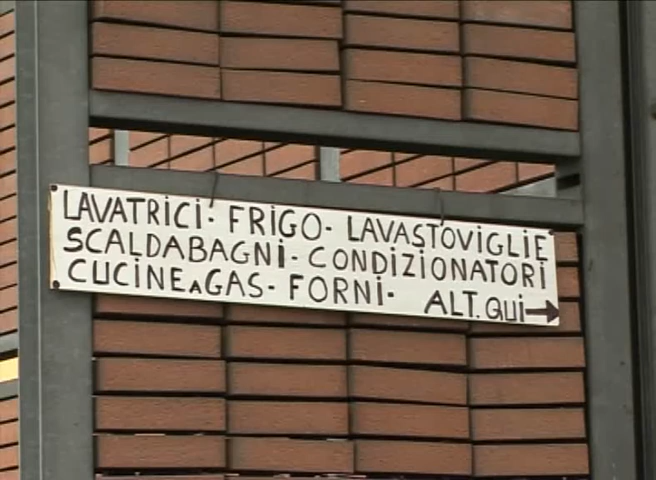 LAVATRICI· FRIGO· LAVASTOVIGLIE
SCALDABAGNi· CONDiZIONATORI
CUCiNE A GAS· FORNi· ALT. QUi→